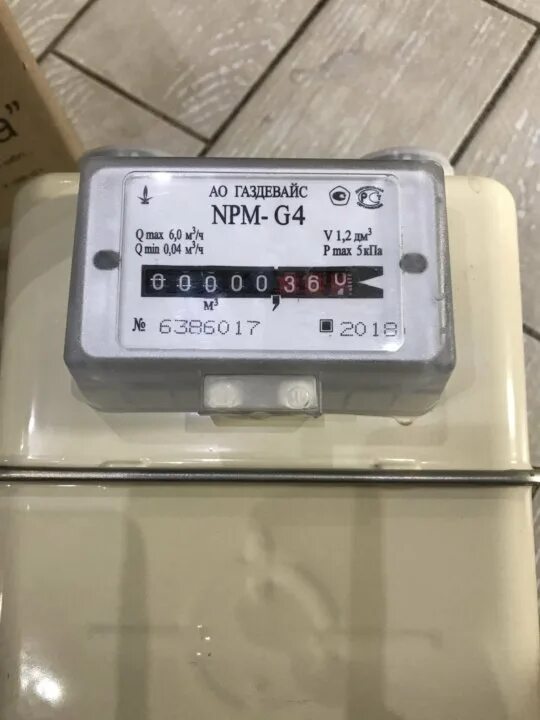 а”
АО ГАЗДЕВАЙС
NPM- G4
Q max 6,0 м³/ч
Q min 0,04 м³/ч
V 1,2 дм³
P max 5 кПа
00000,360
м³
№ 6386017 2018